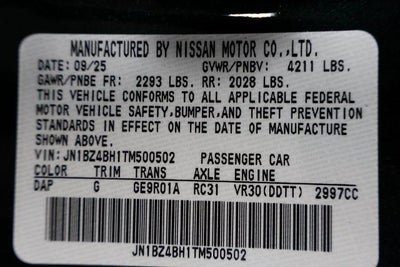 MANUFACTURED BY NISSAN MOTOR CO.,LTD.
DATE: 09/25 GVWR/PNBV: 4211 LBS.
GAWR/PNBE FR: 2293 LBS. RR: 2028 LBS.
THIS VEHICLE CONFORMS TO ALL APPLICABLE FEDERAL
MOTOR VEHICLE SAFETY,BUMPER,AND THEFT PREVENTION
STANDARDS IN EFFECT ON THE DATE OF MANUFACTURE
SHOWN ABOVE.
VIN: JN1BZ4BH1TM500502 PASSENGER CAR
COLOR TRIM TRANS AXLE ENGINE
DAP G GE9R01A RC31 VR30(DDTT) 2997CC
JN1BZ4BH1TM500502